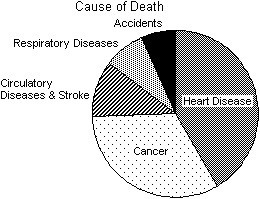 Cause of Death
Accidents
Respiratory Diseases
Circulatory
Diseases & Stroke
Heart Disease
Cancer